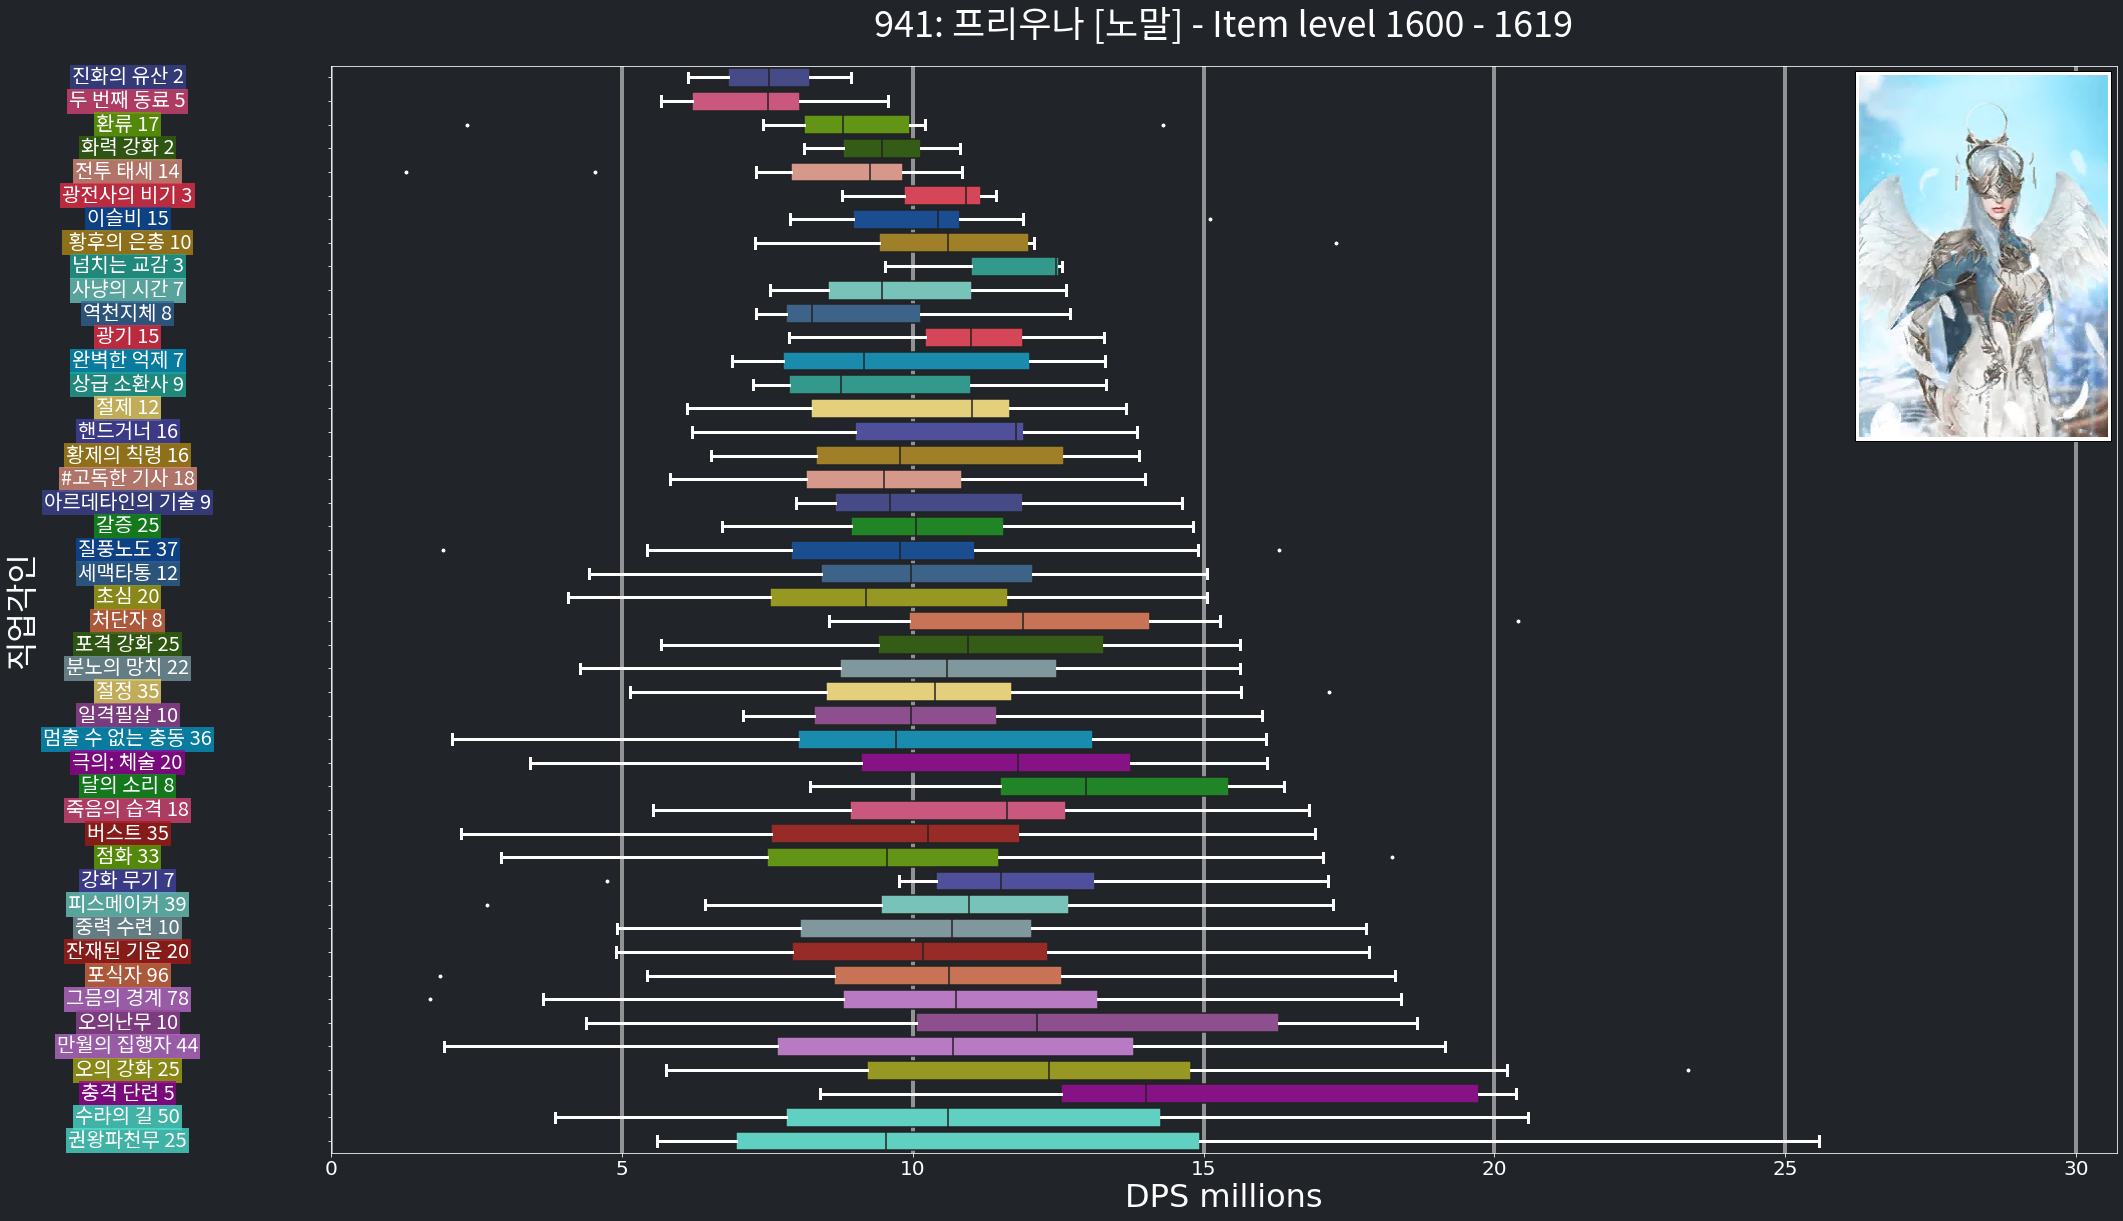 941: 프리우나 [노말] - Item level 1600 - 1619
진화의 유산 2
두 번째 동료 5
환류 17
화력 강화 2
전투 태세 14
광전사의 비기 3
이슬비 15
황후의 은총 10
넘치는 교감 3
사냥의 시간 7
역천지체 8
광기 15
완벽한 억제 7
상급 소환사 9
절제 12
핸드거너 16
황제의 칙령 16
#고독한 기사 18
아르데타인의 기술 9
갈증 25
질풍노도 37
세맥타통 12
초심 20
처단자 8
포격 강화 25
분노의 망치 22
절정 35
일격필살 10
멈출 수 없는 충동 36
극의: 체술 20
달의 소리 8
죽음의 습격 18
버스트 35
점화 33
강화 무기 7
피스메이커 39
중력 수련 10
잔재된 기운 20
포식자 96
그믐의 경계 78
오의난무 10
만월의 집행자 44
오의 강화 25
충격 단련 5
수라의 길 50
권왕파천무 25
직업각인
0 5 10 15 20 25 30
DPS millions